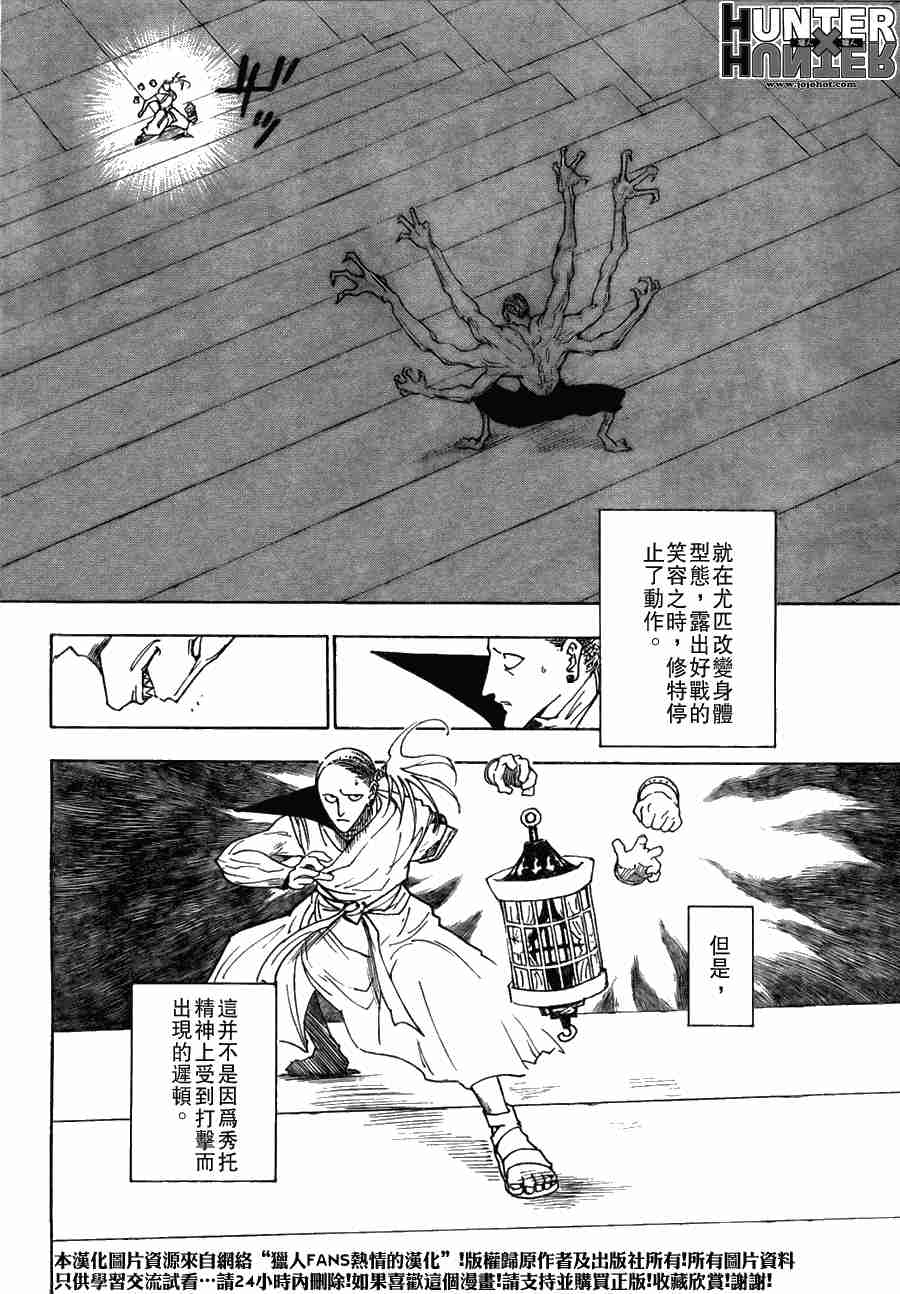 HUNTER
HUNTER
www.jojohot.com
就在尤匹改變身體
型態，露出好戰的
笑容之時，修特停
止了動作。
但是，
這并不是因爲秀托
精神上受到打擊而
出現的遲頓。
本漢化圖片資源來自網絡“獵人FANS熱情的漢化”!版權歸原作者及出版社所有!所有圖片資料
只供學習交流試看…請24小時內刪除!如果喜歡這個漫畫!請支持並購買正版!收藏欣賞!謝謝!